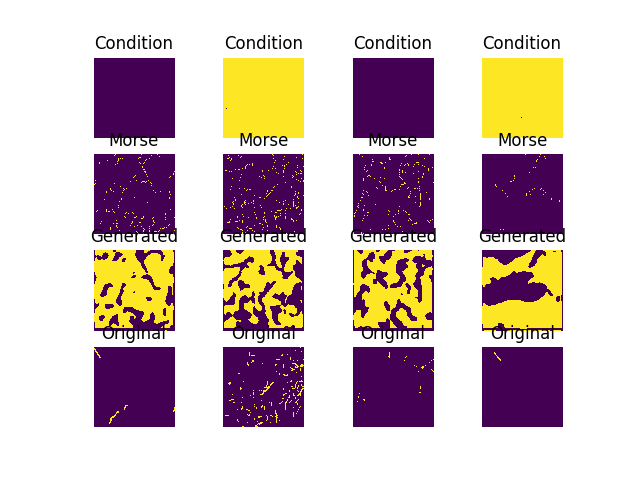 Condition Condition Condition Condition
Morse Morse Morse Morse
Generated Generated Generated Generated
Original Original Original Original